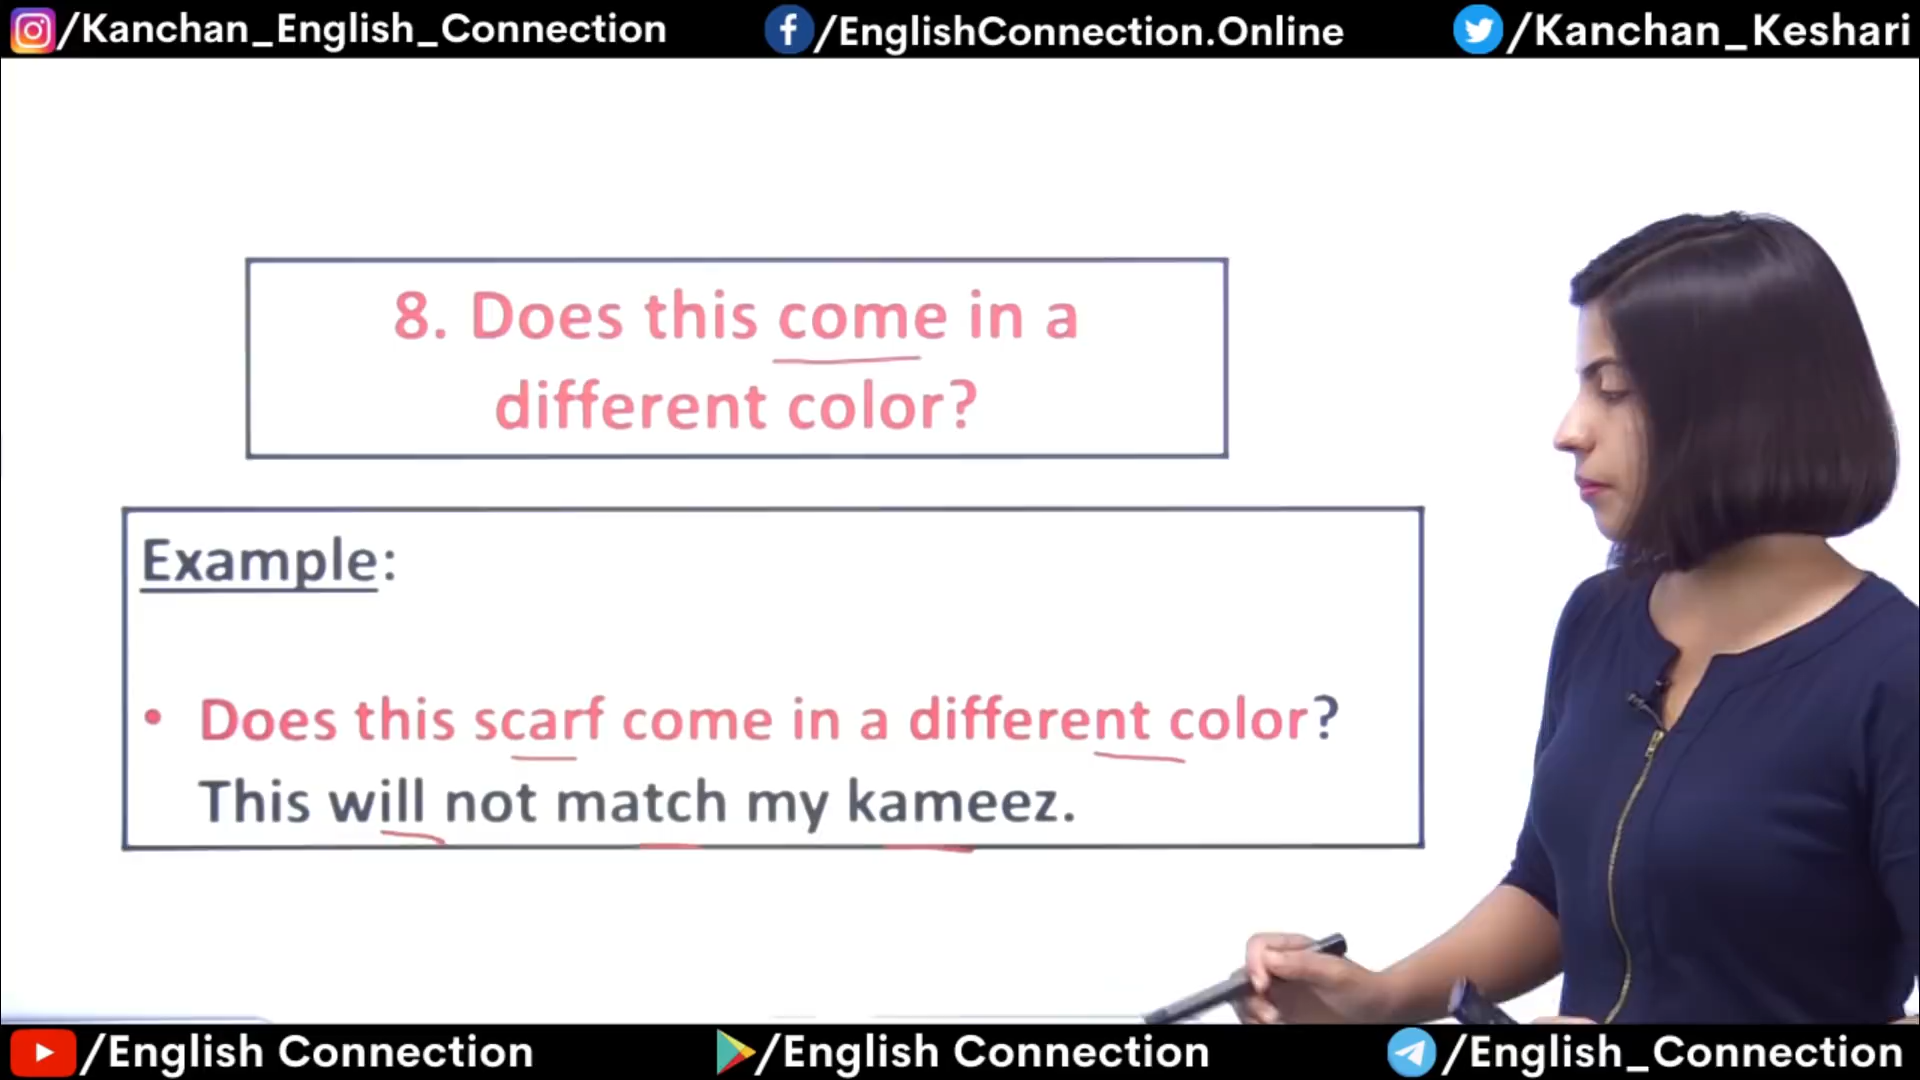 /Kanchan_English_Connection
/EnglishConnection.Online
/Kanchan_Keshari
8. Does this come in a
different color?
Example:
• Does this scarf come in a different color?
This will not match my kameez.
/English Connection
/English Connection
/English_Connection